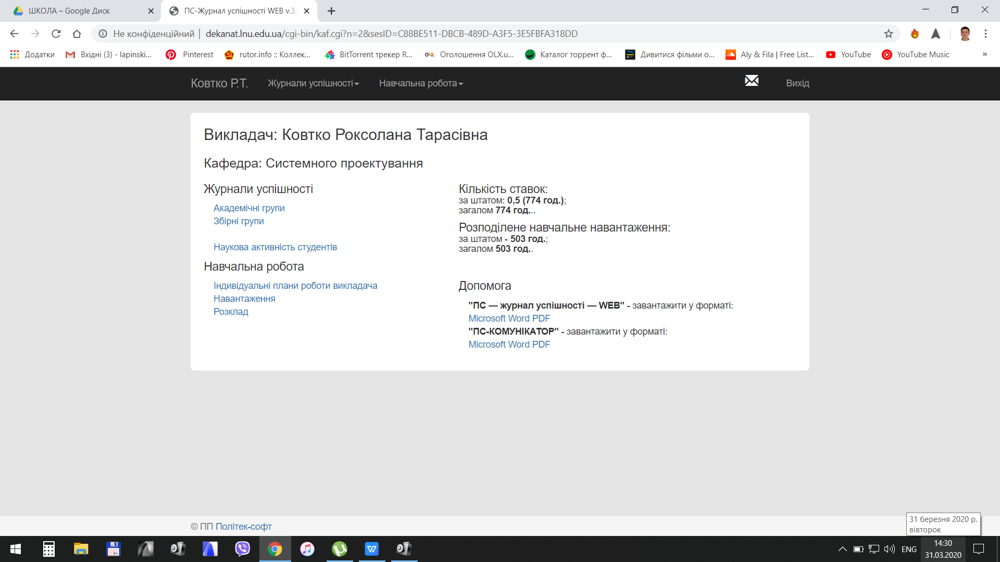 ШКОЛА – Google Диск
ПС-Журнал успішності WEB v.3.
Не конфіденційний
dekanat.lnu.edu.ua/cgi-bin/kaf.cgi?n=2&sesID=C88BE511-DBCB-489D-A3F5-3E5FBFA318DD
Додатки
Вхідні (3) - lapinski...
Pinterest
rutor.info :: Коллек...
BitTorrent трекер R...
Оголошення OLX.u...
Каталог торрент ф...
Дивитися фільми о...
Aly & Fila | Free List...
YouTube
YouTube Music
»
Ковтко Р.Т.
Журнали успішності
Навчальна робота
Вихід
Викладач: Ковтко Роксолана Тарасівна
Кафедра: Системного проектування
Журнали успішності
Академічні групи
Збірні групи
Наукова активність студентів
Навчальна робота
Індивідуальні плани роботи викладача
Навантаження
Розклад
Кількість ставок:
за штатом: 0,5 (774 год.);
загалом 774 год...
Розподілене навчальне навантаження:
за штатом - 503 год.;
загалом 503 год..
Допомога
"ПС — журнал успішності — WEB" - завантажити у форматі:
Microsoft Word PDF
"ПС-КОМУНІКАТОР" - завантажити у форматі:
Microsoft Word PDF
© ПП Політек-софт
31 березня 2020 р.
вівторок
ENG
14:30
31.03.2020